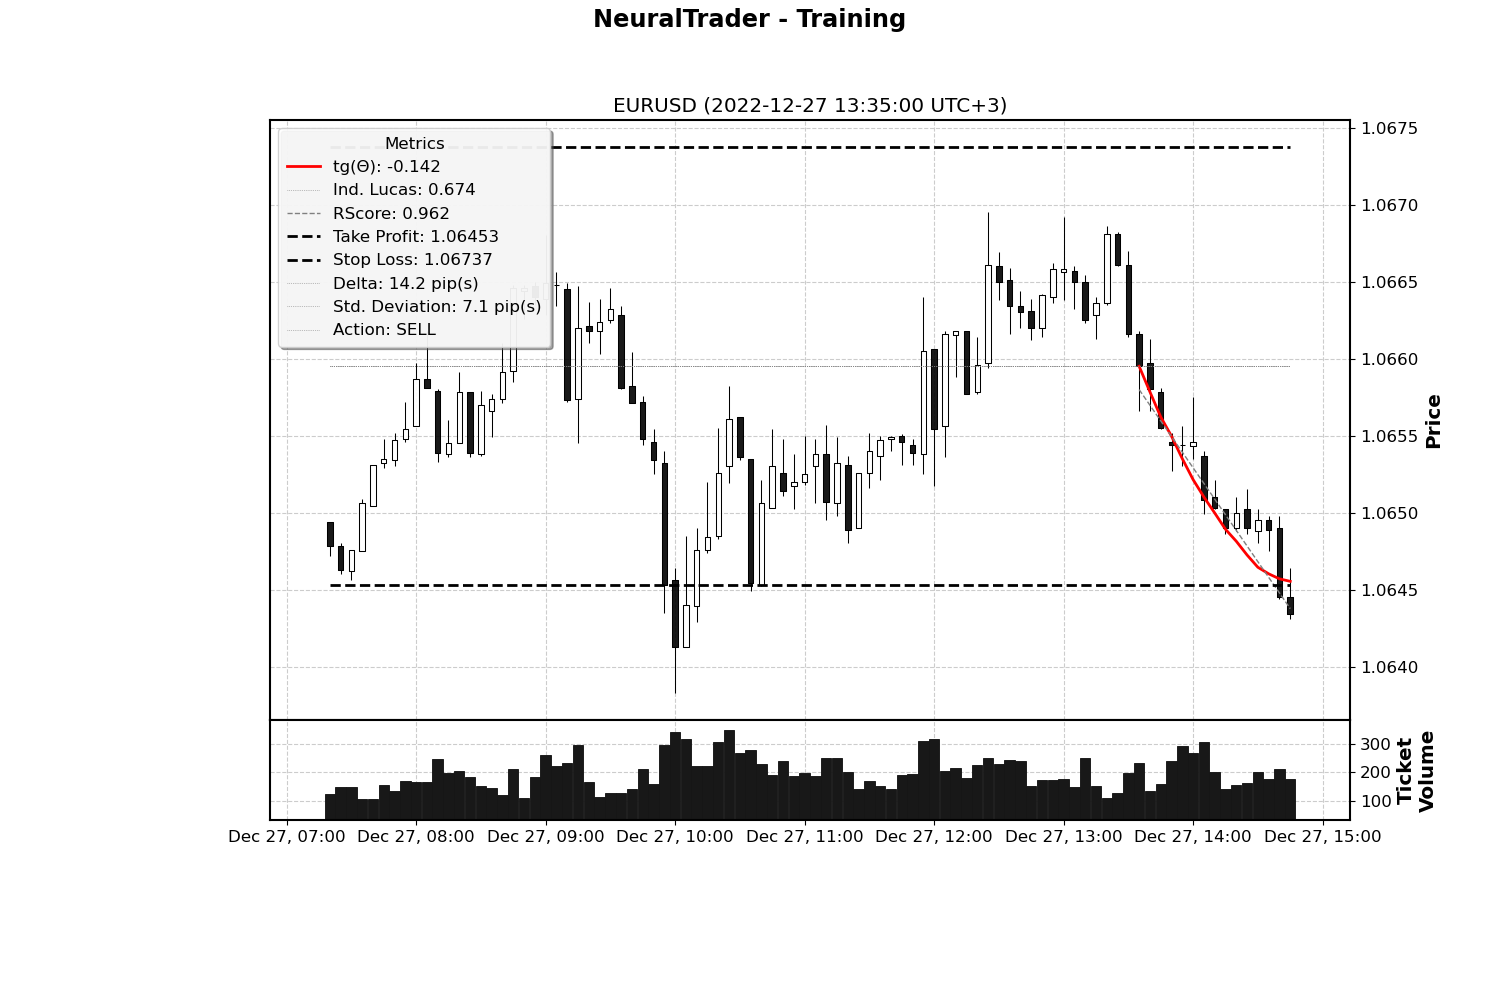 NeuralTrader - Training
EURUSD (2022-12-27 13:35:00 UTC+3)
Metrics
tg(Θ): -0.142
Ind. Lucas: 0.674
RScore: 0.962
Take Profit: 1.06453
Stop Loss: 1.06737
Delta: 14.2 pip(s)
Std. Deviation: 7.1 pip(s)
Action: SELL
1.0675
1.0670
1.0665
1.0660
1.0655
1.0650
1.0645
1.0640
Price
300
200
100
Ticket
Volume
Dec 27, 07:00 Dec 27, 08:00 Dec 27, 09:00 Dec 27, 10:00 Dec 27, 11:00 Dec 27, 12:00 Dec 27, 13:00 Dec 27, 14:00 Dec 27, 15:00